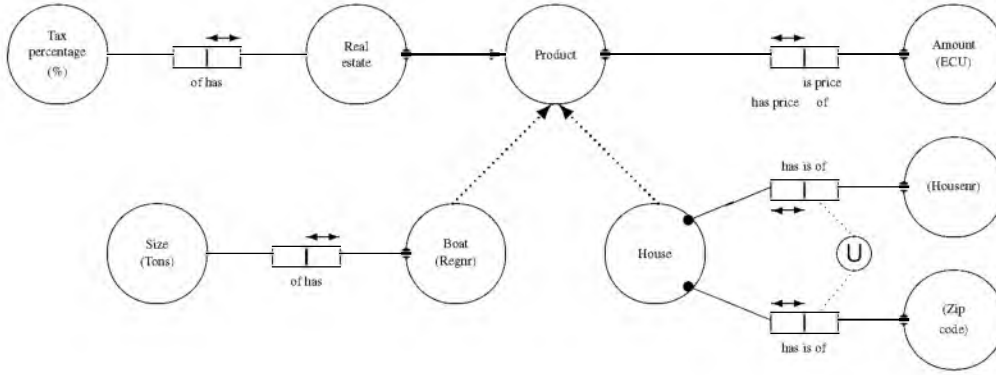 Tax
percentage
(%)
of has
Real
estate
Product
is price
has price of
Amount
(ECU)
Size
(Tons)
of has
Boat
(Regnr)
House
has is of
(Housenr)
U
has is of
(Zip
code)